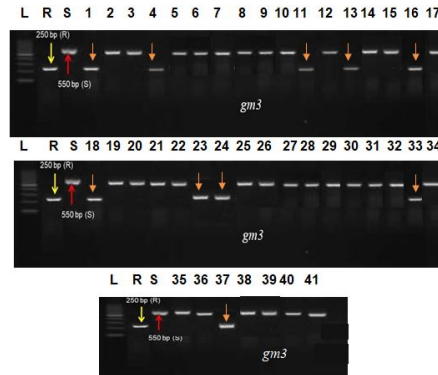 L R S 1 2 3 4 5 6 7 8 9 10 11 12 13 14 15 16 17
250 bp (R)
550 bp (S)
gm3
L R S 18 19 20 21 22 23 24 25 26 27 28 29 30 31 32 33 34
250 bp (R)
550 bp (S)
gm3
L R S 35 36 37 38 39 40 41
250 bp (R)
550 bp (S)
gm3